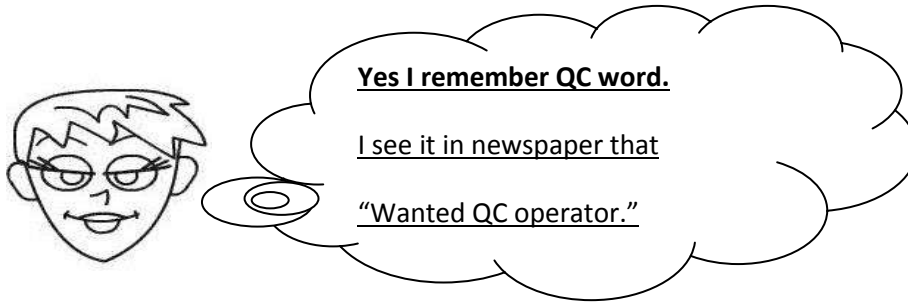 Yes I remember QC word.
I see it in newspaper that
“Wanted QC operator.”